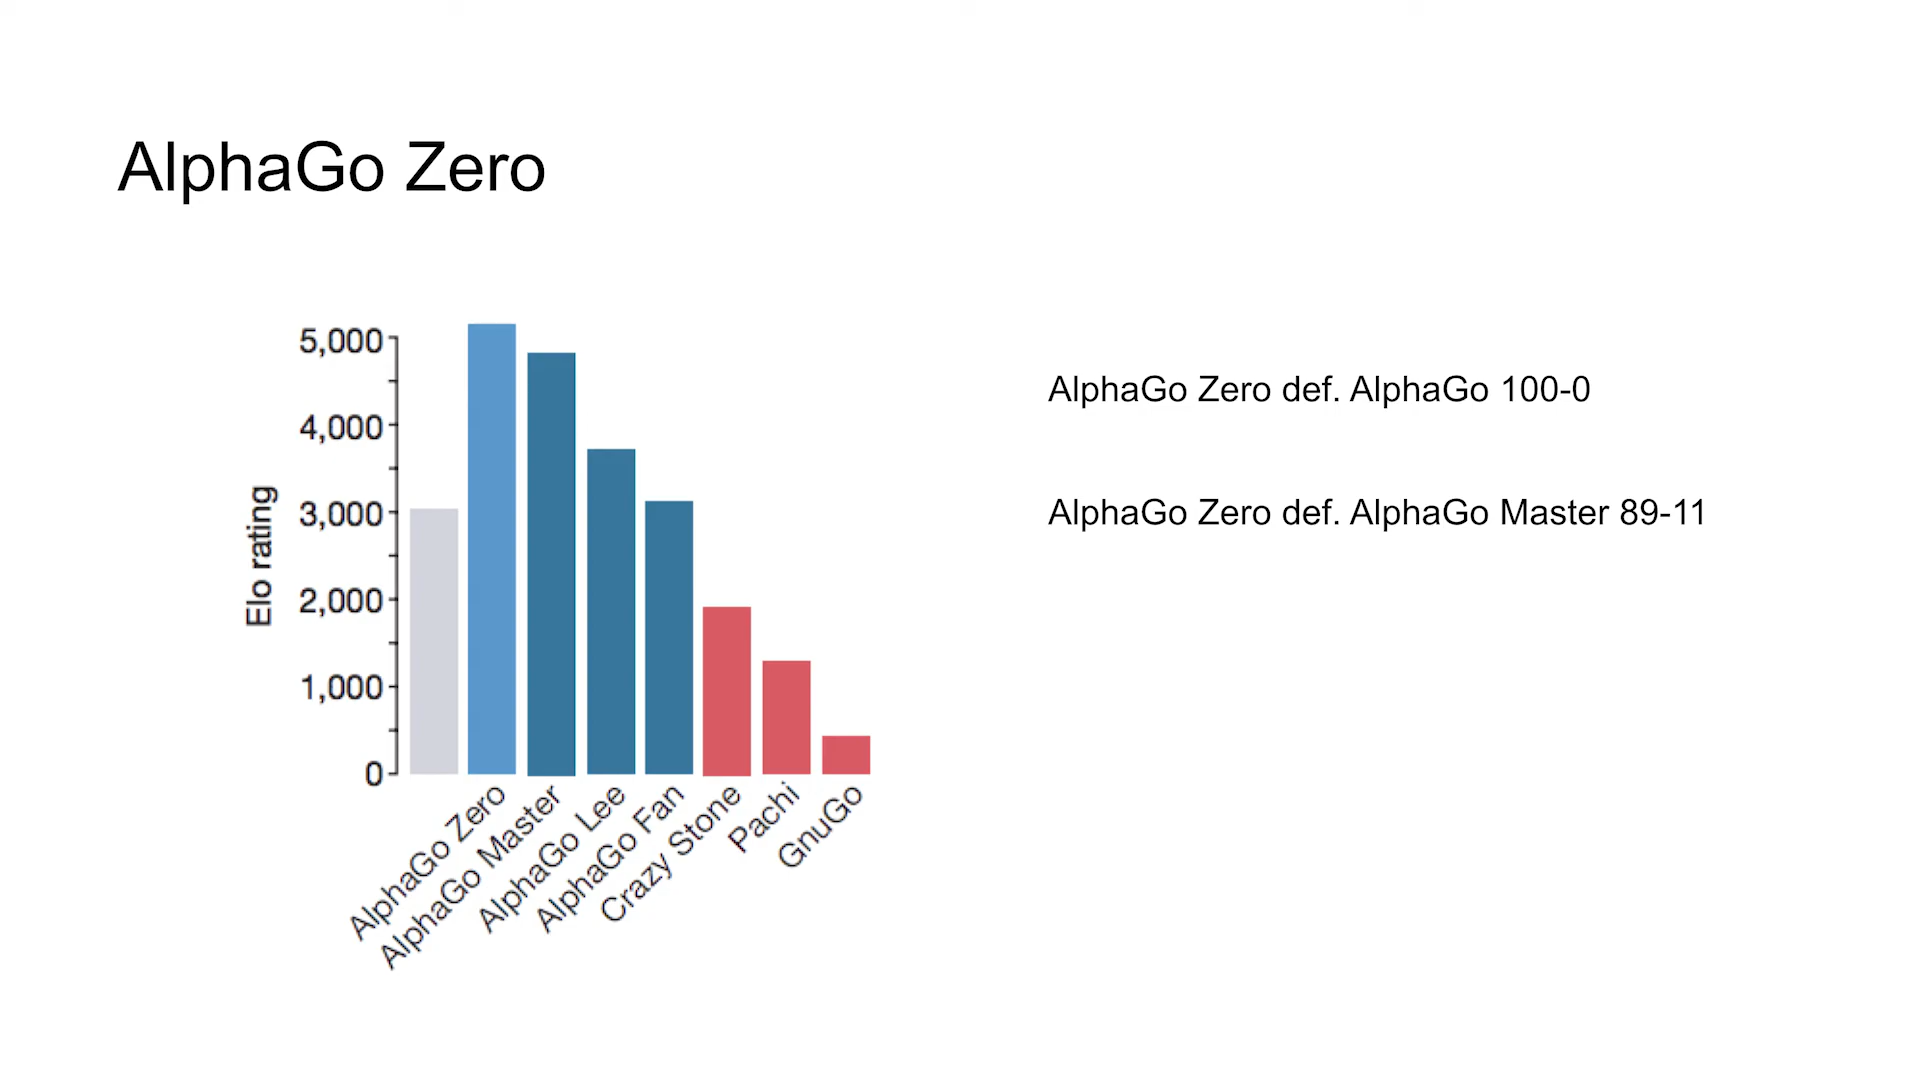 AlphaGo Zero
5,000
4,000
3,000
2,000
1,000
0
Elo rating
AlphaGo Zero
AlphaGo Master
AlphaGo Lee
AlphaGo Fan
Crazy Stone
Pachi
GnuGo
AlphaGo Zero def. AlphaGo 100-0
AlphaGo Zero def. AlphaGo Master 89-11